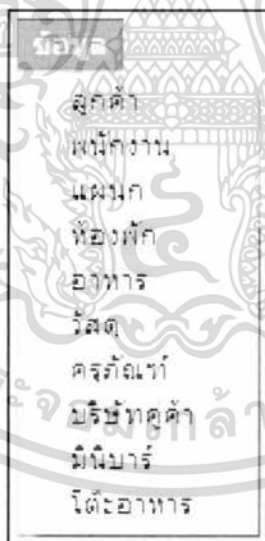 ข้อมูล
ลูกค้า
พนักงาน
แผนก
ห้องพัก
อาหาร
วัสดุ
ครุภัณฑ์
บริษัทคู่ค้า
มินิบาร์
โต๊ะอาหาร